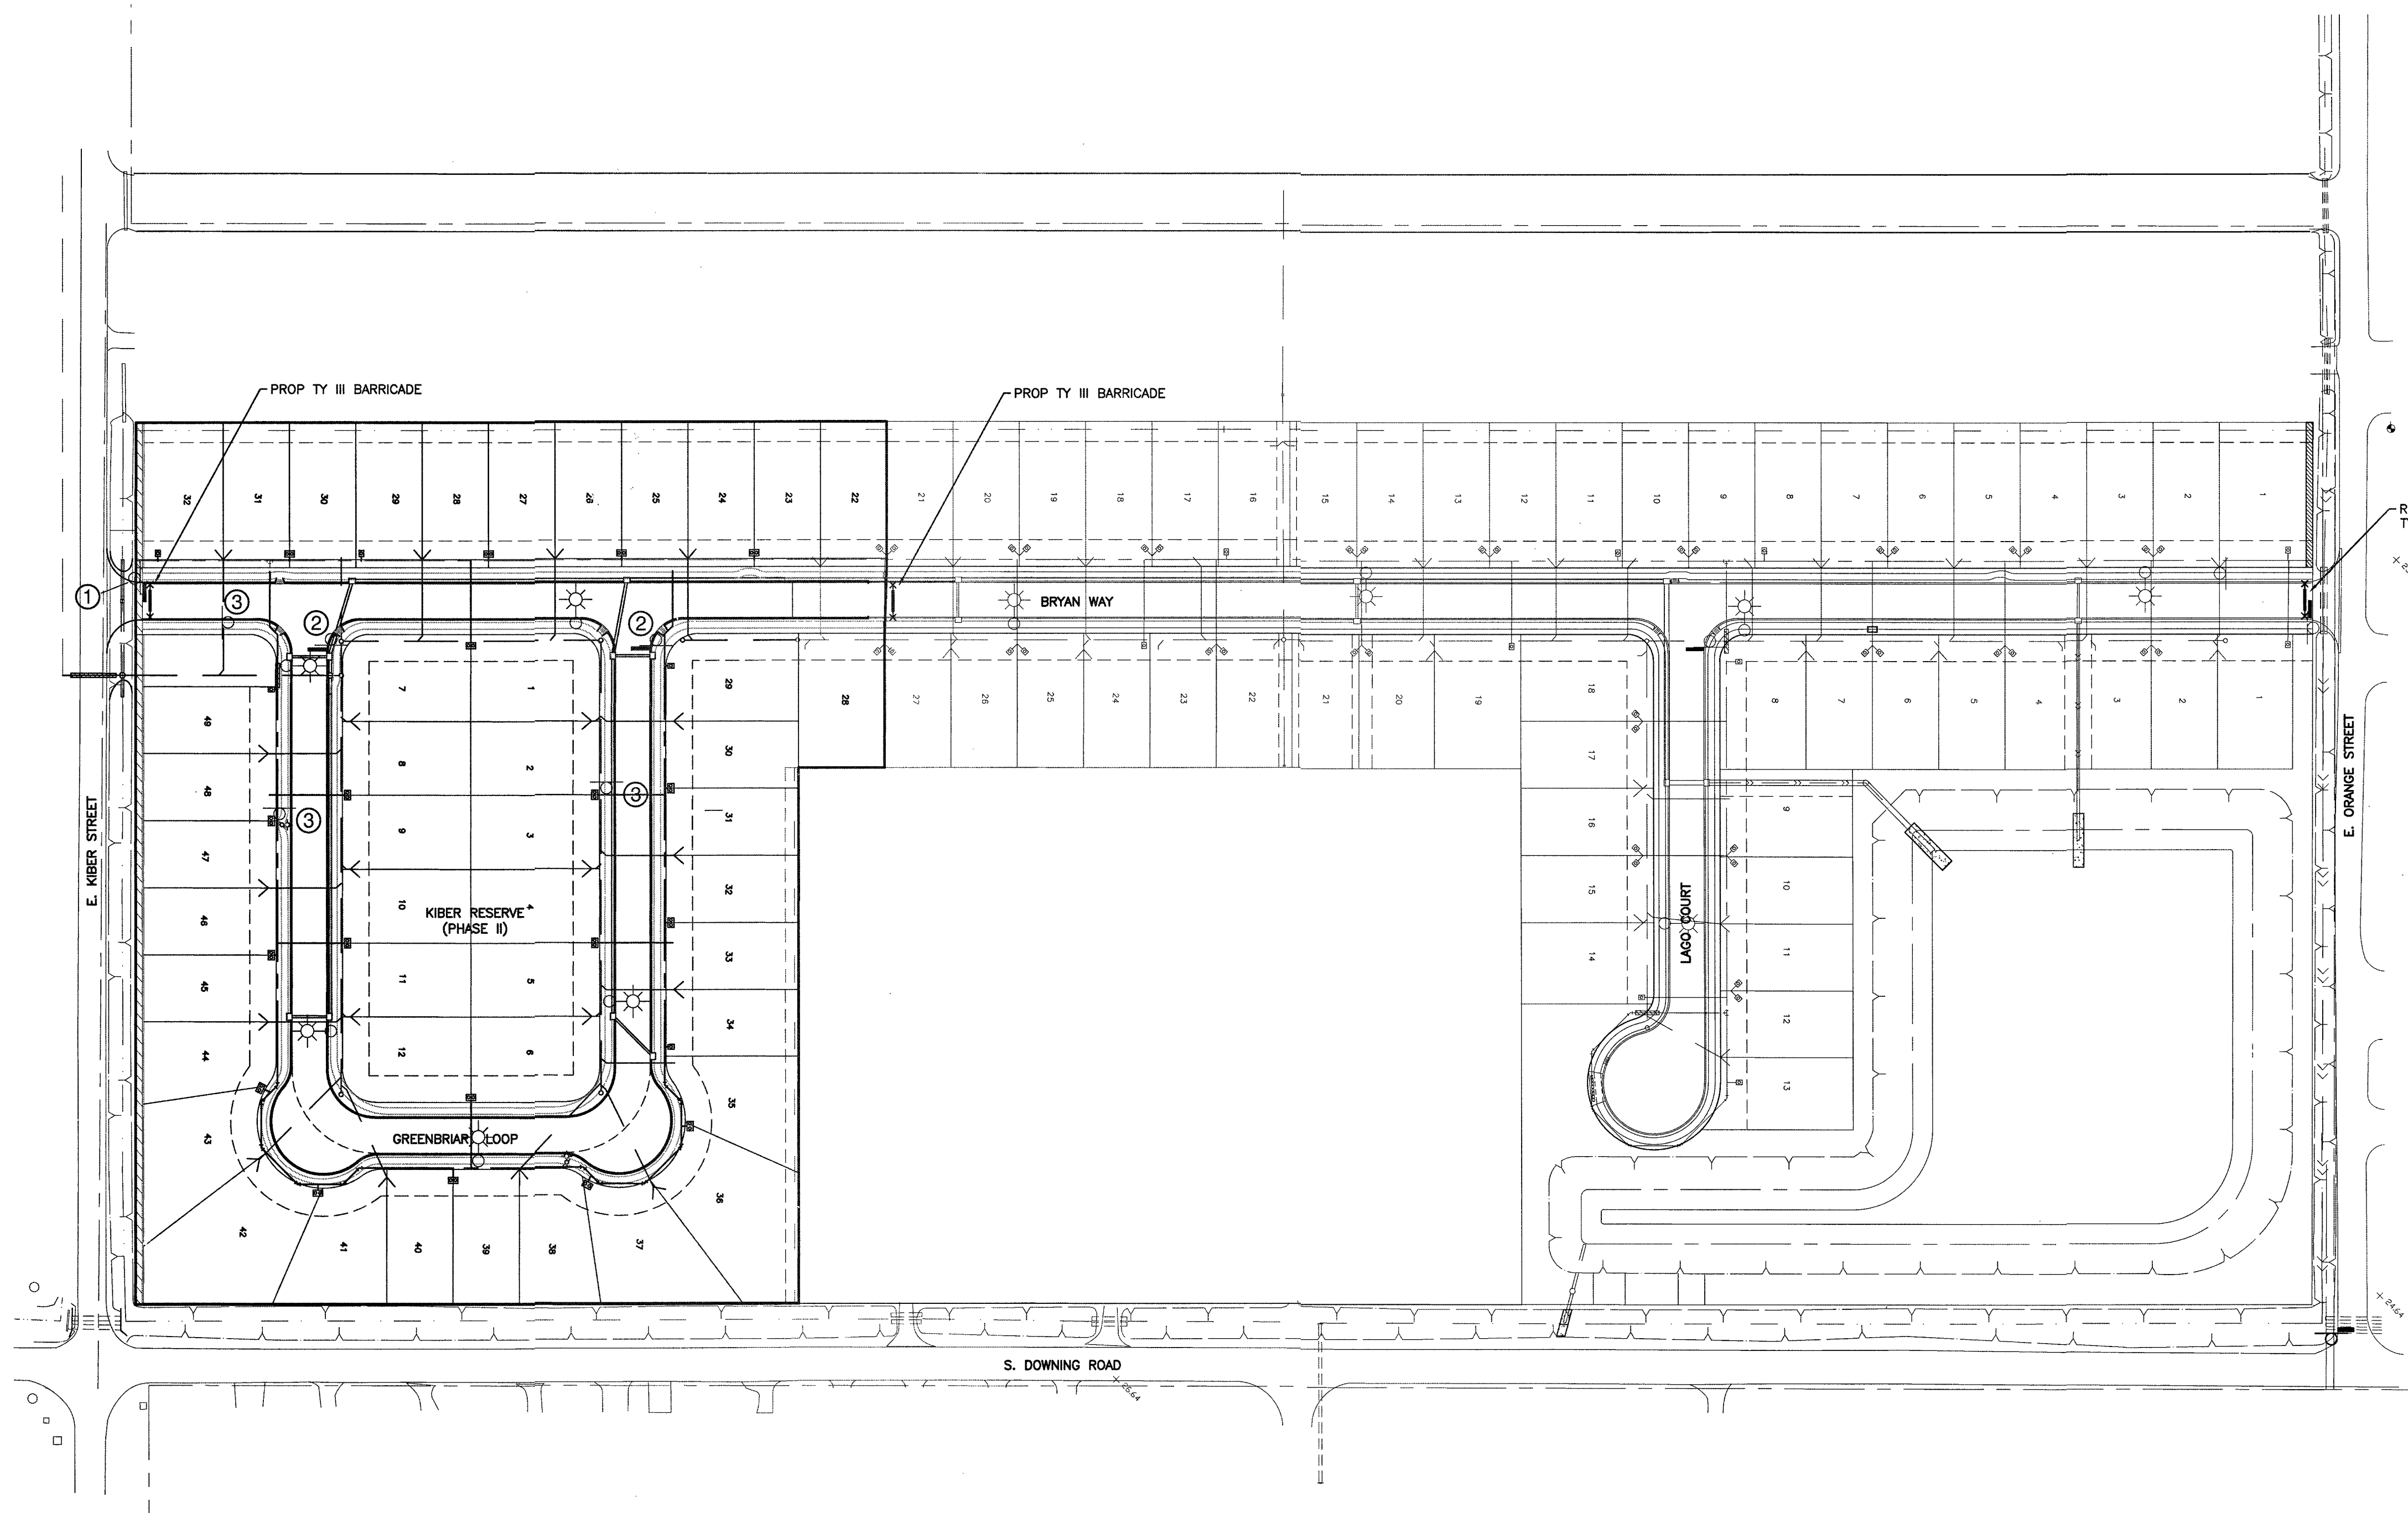 PROP TY III BARRICADE
PROP TY III BARRICADE
32 31 30 29 28 27 26 25 24 23 22 21 20 19 18 17 16 15 14 13 12 11 10 9 8 7 6 5 4 3 2 1
R
T
1
3
2
2
BRYAN WAY
7 1 29 28 27 26 25 24 23 22 21 20 19 18 8 7 6 5 4 3 2 1
49
30
17
8 2
48
3
3
31
9
16
47
9 3
E. KIBER STREET
E. ORANGE STREET
32
10
15
46
10
4
KIBER RESERVE
(PHASE II)
LAGO COURT
33
11
14
45
11 5
34
12
44
12 6
13
35
43
GREENBRIAR LOOP
36
42
41 40 39 38 37
24.64
S. DOWNING ROAD
26.64